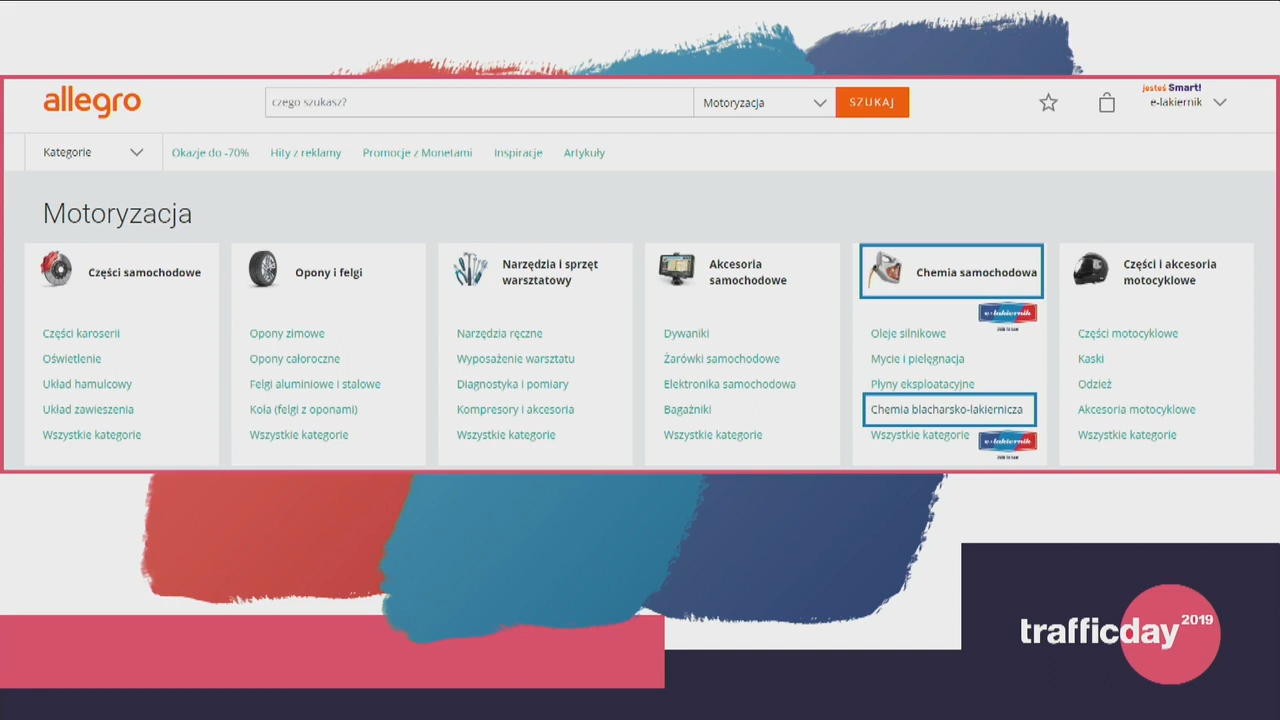 allegro
czego szukasz?
Motoryzacja
SZUKAJ
jesteś Smart!
e-lakiernik
Kategorie
Okazje do -70%
Hity z reklamy
Promocje z Monetami
Inspiracje
Artykuły
Motoryzacja
Części samochodowe
Części karoserii
Oświetlenie
Układ hamulcowy
Układ zawieszenia
Wszystkie kategorie
Opony i felgi
Opony zimowe
Opony całoroczne
Felgi aluminiowe i stalowe
Koła (felgi z oponami)
Wszystkie kategorie
Narzędzia i sprzęt
warsztatowy
Narzędzia ręczne
Wyposażenie warsztatu
Diagnostyka i pomiary
Kompresory i akcesoria
Wszystkie kategorie
Akcesoria
samochodowe
Dywaniki
Żarówki samochodowe
Elektronika samochodowa
Bagażniki
Wszystkie kategorie
Chemia samochodowa
e-lakiernik
Oleje silnikowe
Mycie i pielęgnacja
Płyny eksploatacyjne
Chemia blacharsko-lakiernicza
Wszystkie kategorie
e-lakiernik
Części i akcesoria
motocyklowe
Części motocyklowe
Kaski
Odzież
Akcesoria motocyklowe
Wszystkie kategorie
trafficday 2019